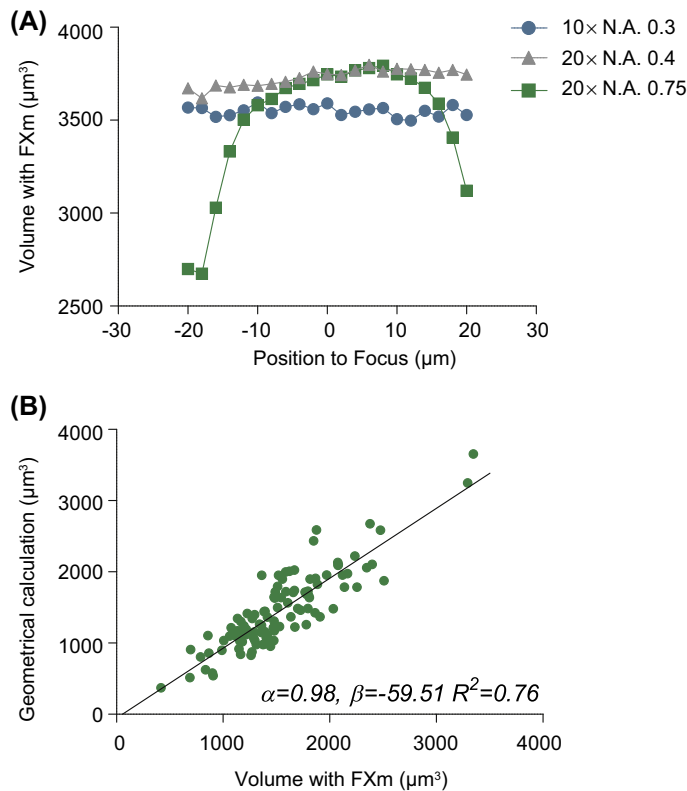 (A)
10× N.A. 0.3
20× N.A. 0.4
20× N.A. 0.75
Volume with FXm (µm³)
4000
3500
3000
2500
-30 -20 -10 0 10 20 30
Position to Focus (µm)
(B)
Geometrical calculation (µm³)
4000
3000
2000
1000
0
α=0.98, β=-59.51 R²=0.76
0 1000 2000 3000 4000
Volume with FXm (µm³)